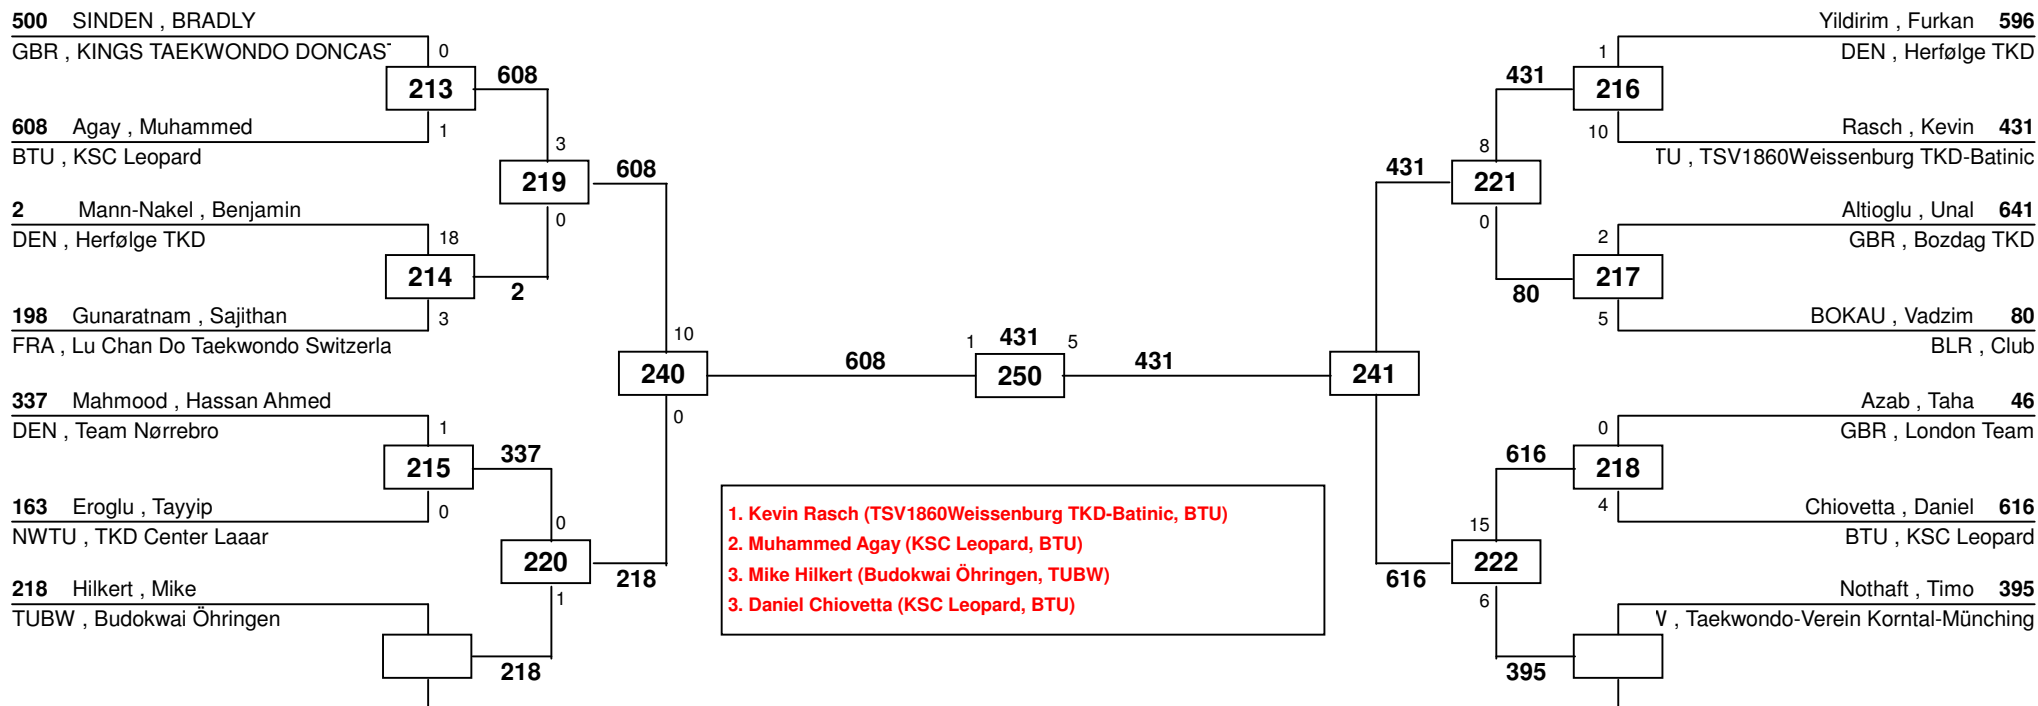 500 SINDEN , BRADLY
GBR , KINGS TAEKWONDO DONCAST
0
213
608
608 Agay , Muhammed
1
BTU , KSC Leopard
3
219
608
2 Mann-Nakel , Benjamin
0
DEN , Herfølge TKD
18
214
2
198 Gunaratnam , Sajithan
3
FRA , Lu Chan Do Taekwondo Switzerla
10
240
608
337 Mahmood , Hassan Ahmed
0
DEN , Team Nørrebro
1
215
337
163 Eroglu , Tayyip
0
NWTU , TKD Center Laaar
0
220
218
218 Hilkert , Mike
1
TUBW , Budokwai Öhringen
218
1 431 5
250
431
1. Kevin Rasch (TSV1860Weissenburg TKD-Batinic, BTU)
2. Muhammed Agay (KSC Leopard, BTU)
3. Mike Hilkert (Budokwai Öhringen, TUBW)
3. Daniel Chiovetta (KSC Leopard, BTU)
Yildirim , Furkan 596
1
DEN , Herfølge TKD
431
216
Rasch , Kevin 431
10
TU , TSV1860Weissenburg TKD-Batinic
8
431
221
Altioglu , Unal 641
0
2
GBR , Bozdag TKD
80
217
BOKAU , Vadzim 80
5
BLR , Club
241
Azab , Taha 46
0
GBR , London Team
616
218
Chiovetta , Daniel 616
4
BTU , KSC Leopard
15
616
222
Nothaft , Timo 395
6
, Taekwondo-Verein Korntal-Münching
395